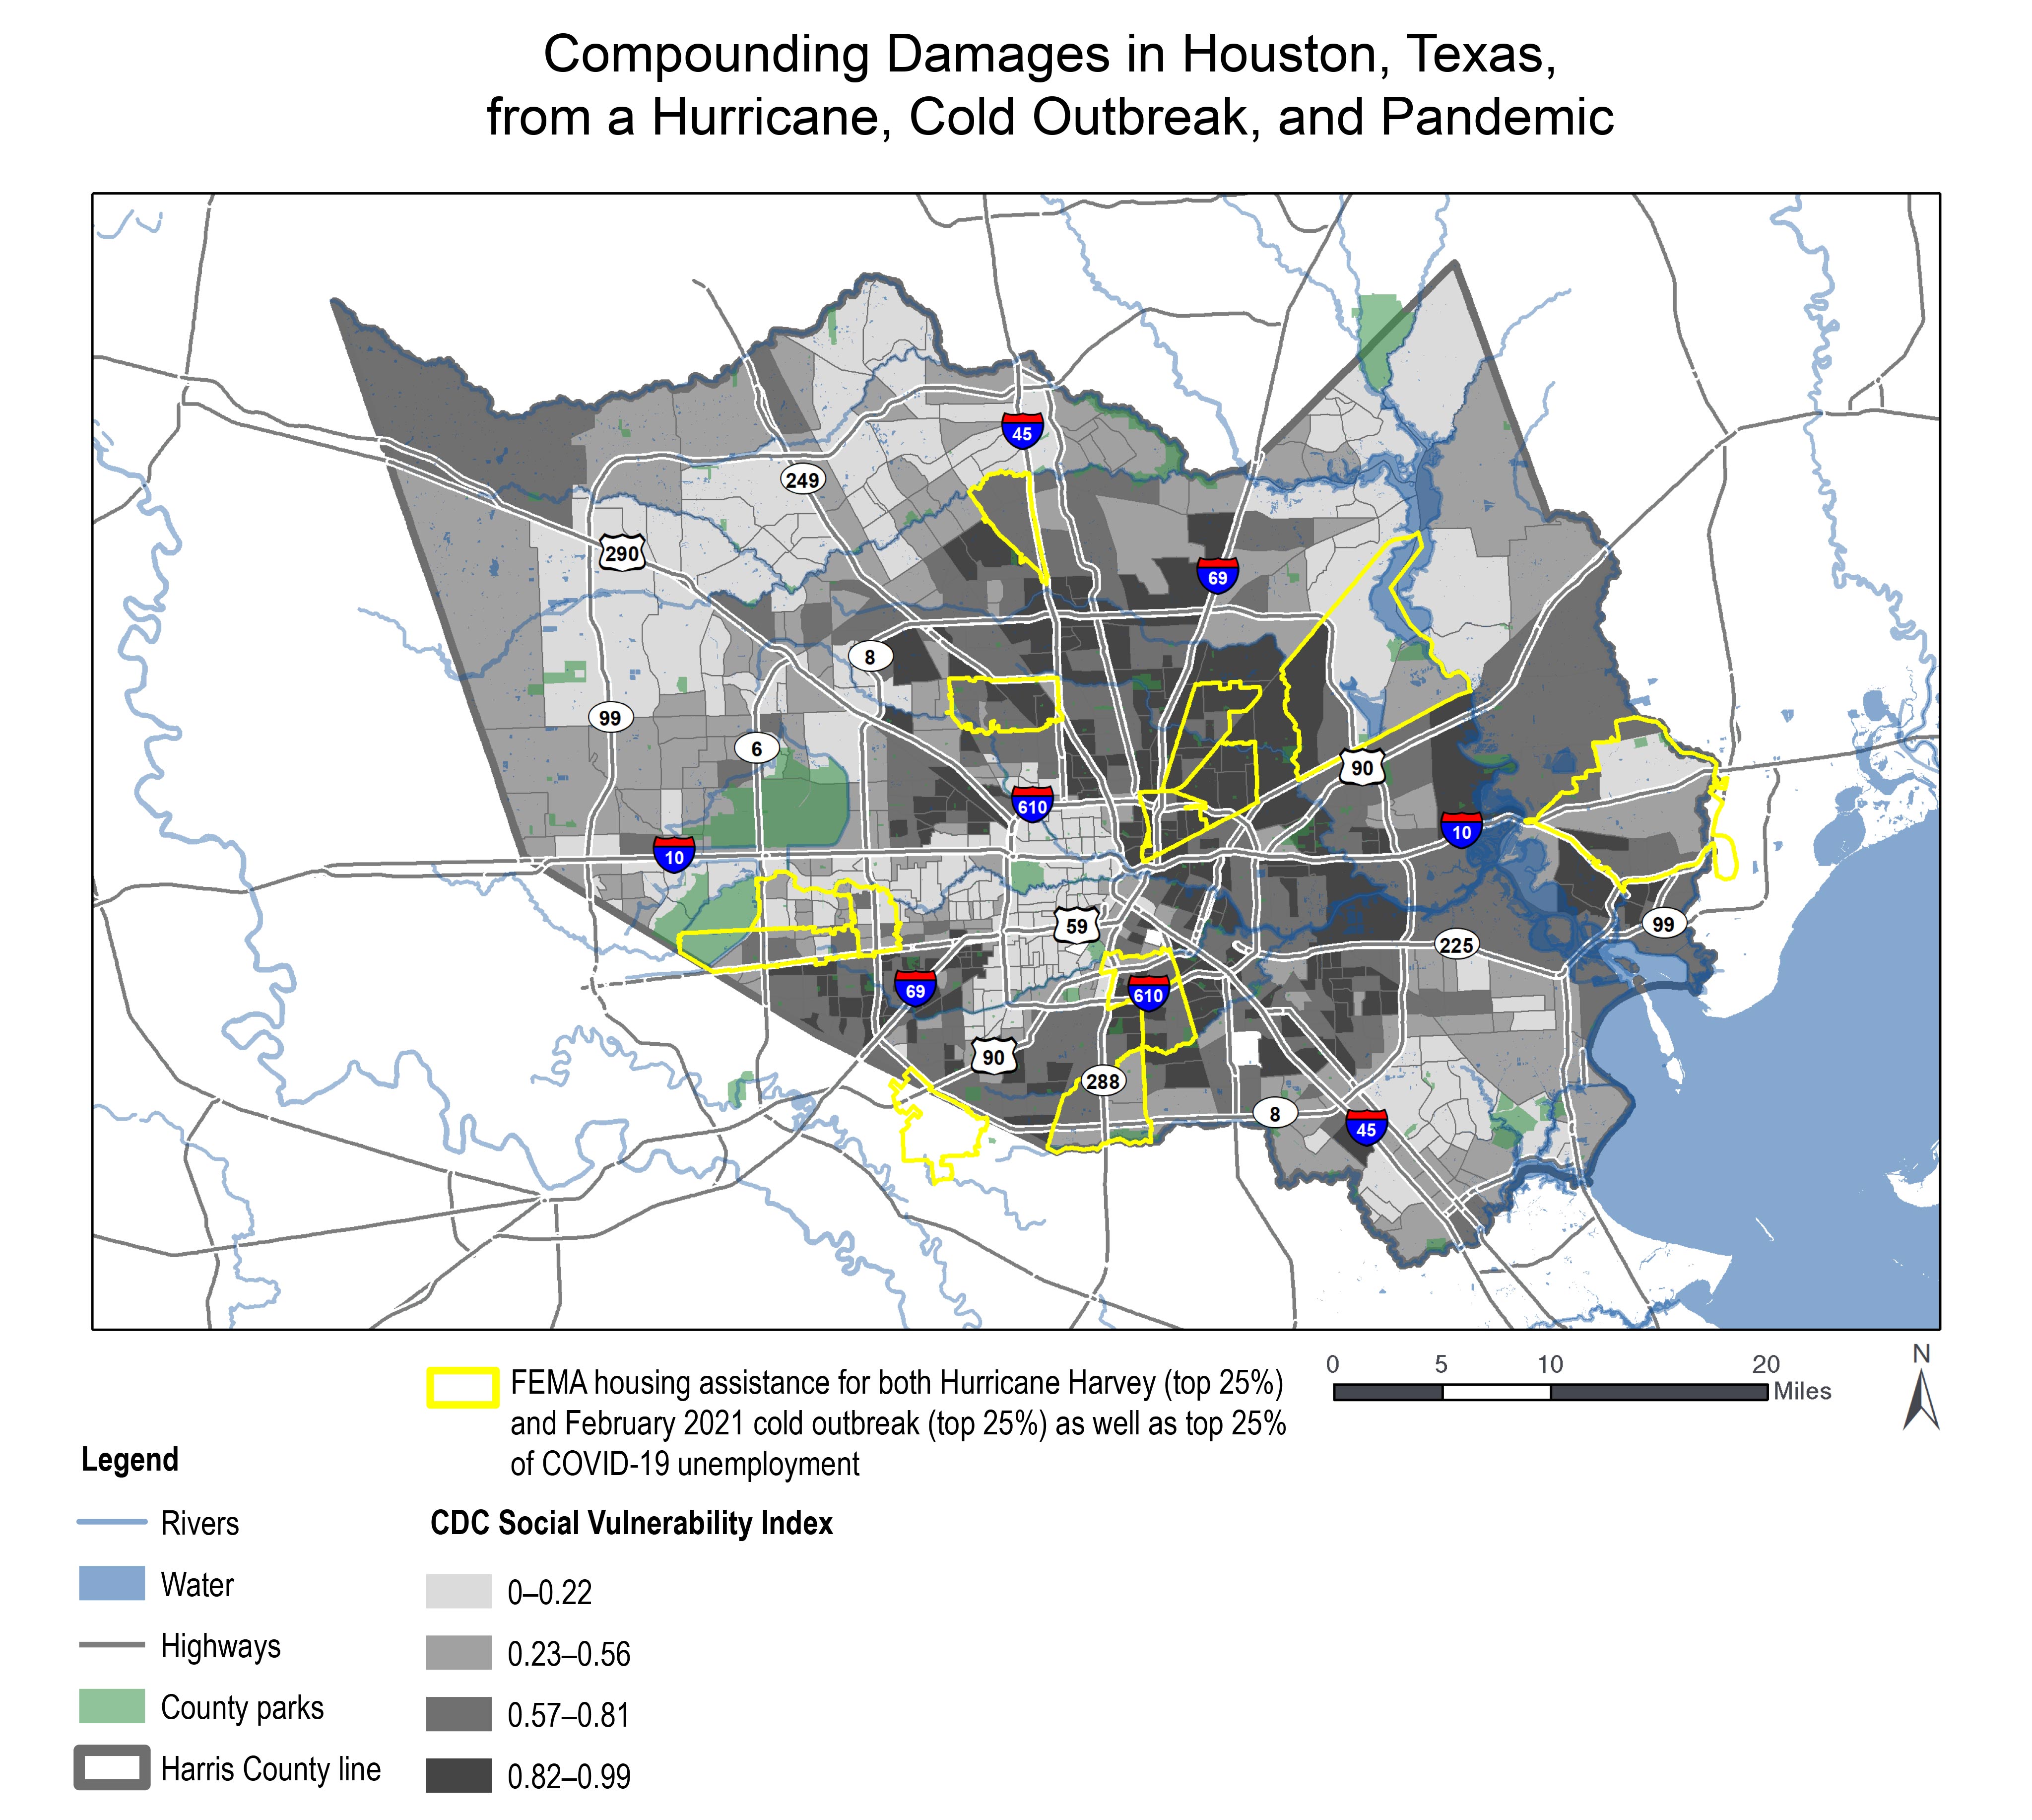 Compounding Damages in Houston, Texas,
from a Hurricane, Cold Outbreak, and Pandemic
45
249
290
69
8
99
6
90
610
10
10
59
99
225
69
610
90
288
8
45
FEMA housing assistance for both Hurricane Harvey (top 25%)
and February 2021 cold outbreak (top 25%) as well as top 25%
of COVID-19 unemployment
0 5 10 20
Miles
N
Legend
Rivers
Water
Highways
County parks
Harris County line
CDC Social Vulnerability Index
0–0.22
0.23–0.56
0.57–0.81
0.82–0.99